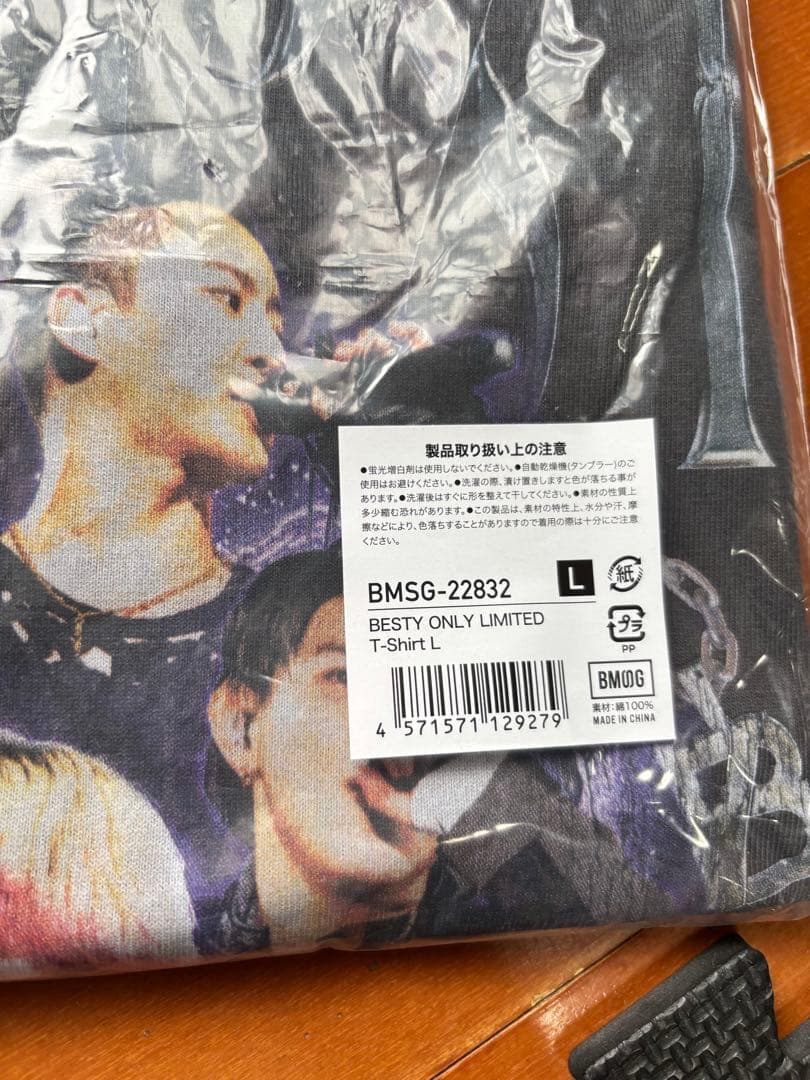 製品取り扱い上の注意
●蛍光増白剤は使用しないでください。●自動乾燥機(タンブラー)のご
使用はお避けください。●洗濯の際、漬け置きしますと色が落ちる事が
あります。●洗濯後はすぐに形を整えて干してください。●素材の性質上
多少縮む恐れがあります。●この製品は、素材の特性上、水分や汗、摩
擦などにより、色落ちすることがありますので着用の際は十分にご注意
ください。
BMSG-22832
L
紙
BESTY ONLY LIMITED
T-Shirt L
プラ
PP
BMSG
素材:綿100%
MADE IN CHINA
4 571571 129279
B